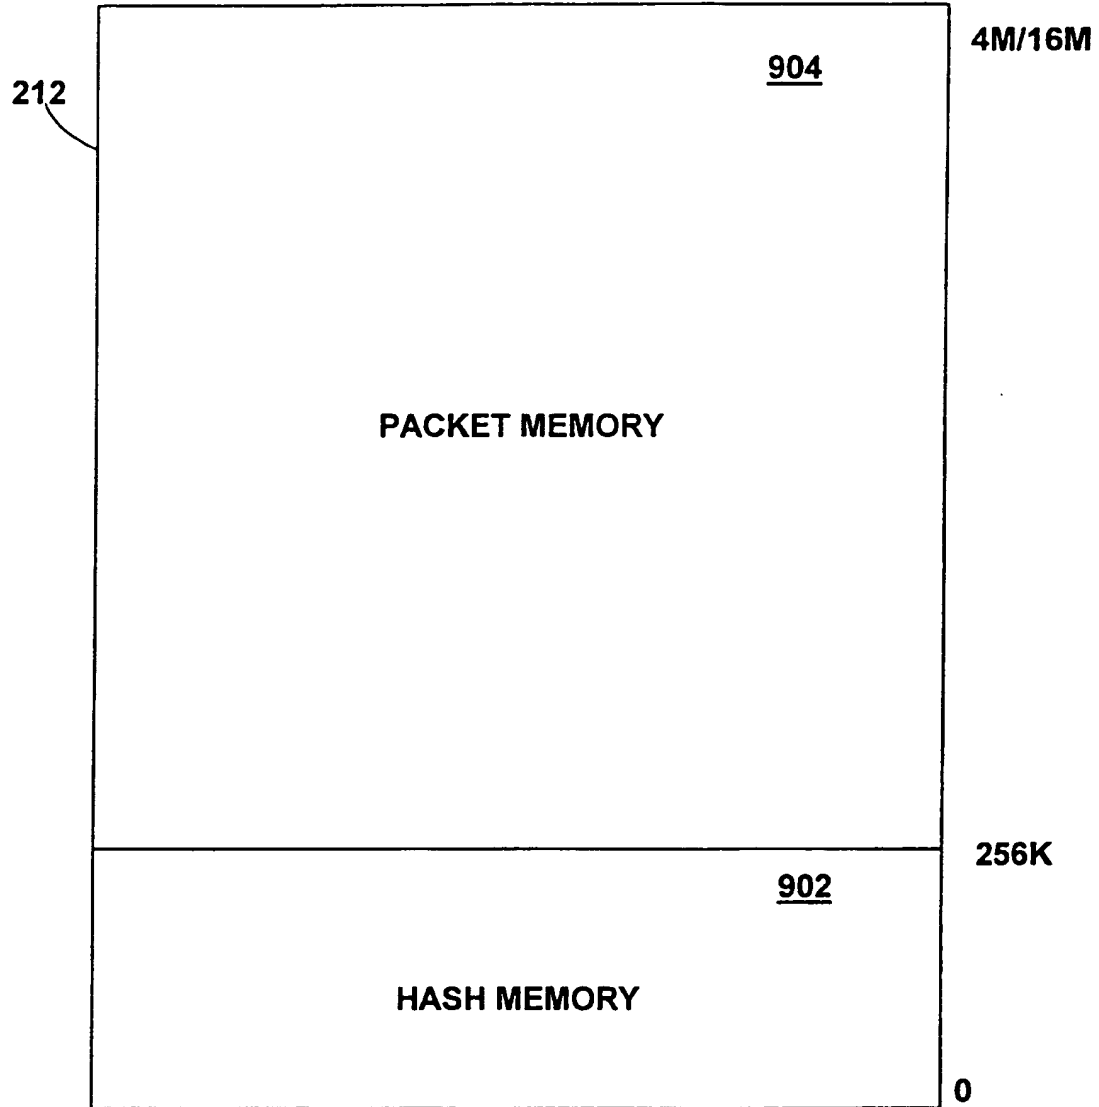 4M/16M
904
212
PACKET MEMORY
256K
902
HASH MEMORY
0